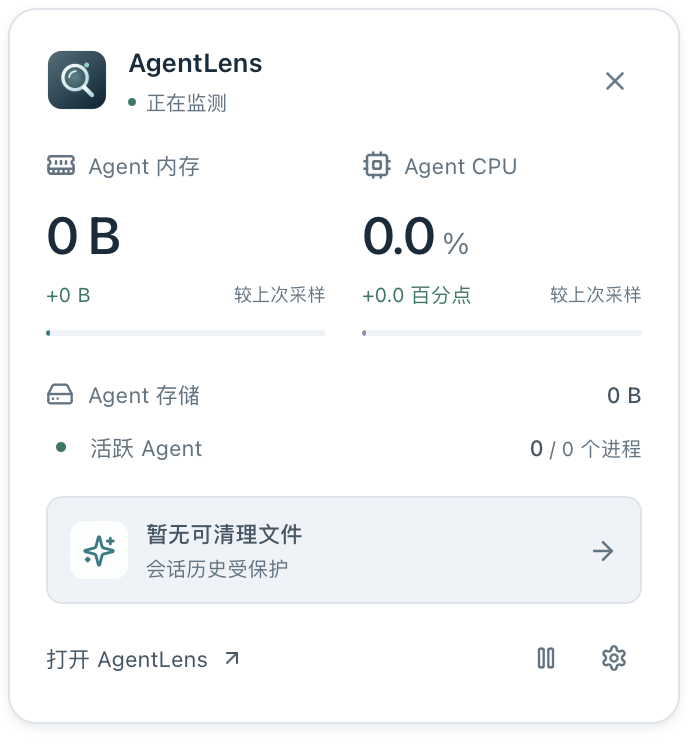 AgentLens
正在监测
Agent 内存
Agent CPU
0 B
0.0 %
+0 B
较上次采样
+0.0 百分点
较上次采样
Agent 存储
0 B
活跃 Agent
0 / 0 个进程
暂无可清理文件
会话历史受保护
打开 AgentLens